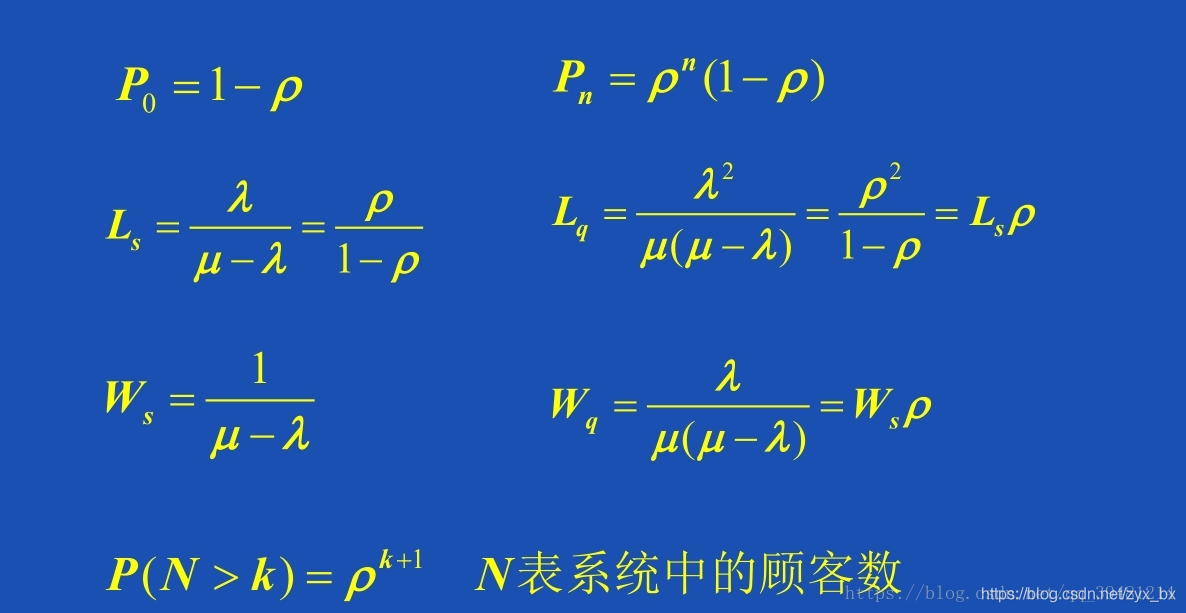 P₀ = 1 − ρ
Pₙ = ρⁿ(1 − ρ)
Lₛ = λ / (μ − λ) = ρ / (1 − ρ)
L_q = λ² / (μ(μ − λ)) = ρ² / (1 − ρ) = Lₛρ
Wₛ = 1 / (μ − λ)
W_q = λ / (μ(μ − λ)) = Wₛρ
P(N > k) = ρᵏ⁺¹ N表系统中的顾客数
https://blog.csdn.net/zyx_bx